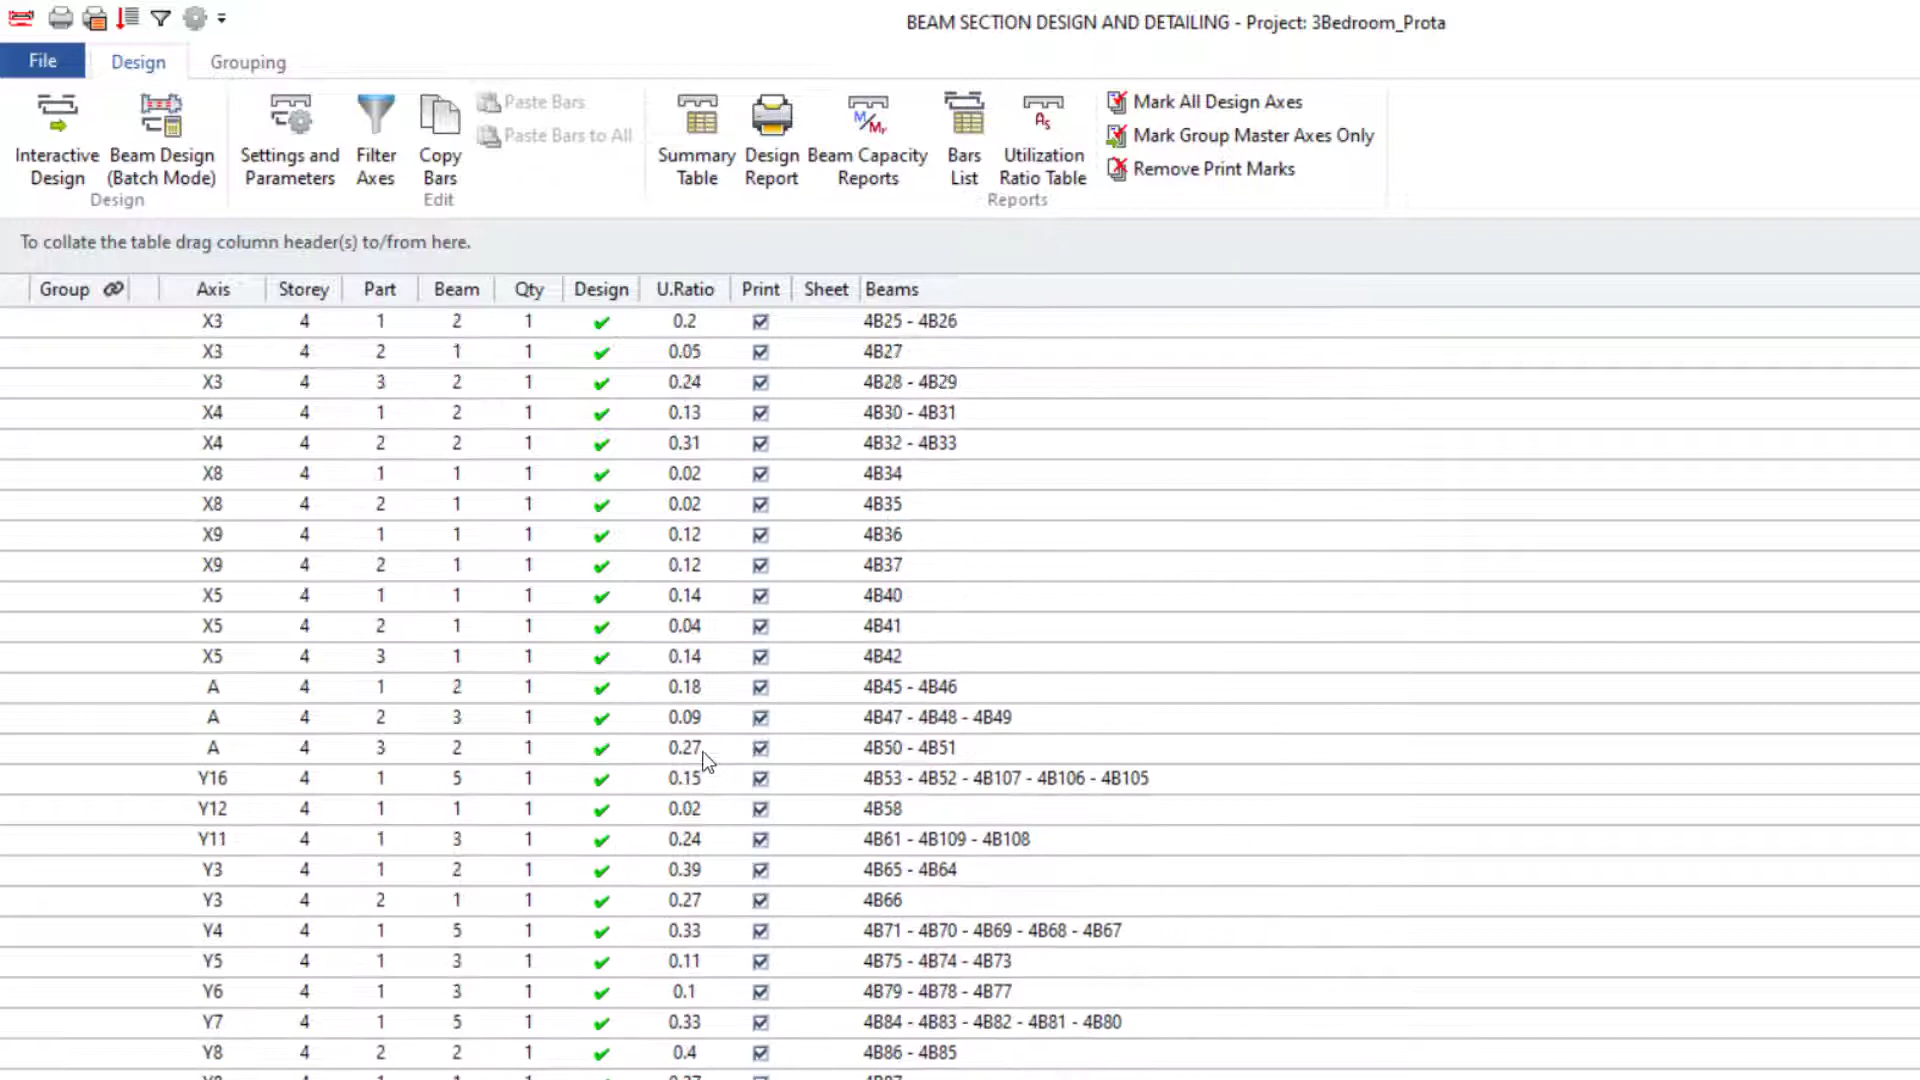 BEAM SECTION DESIGN AND DETAILING - Project: 3Bedroom_Prota
File Design Grouping
Interactive Design
Beam Design (Batch Mode)
Design
Settings and Parameters
Filter Axes
Copy Bars
Paste Bars
Paste Bars to All
Edit
Summary Table
Design Report
Beam Capacity Reports
M/Mr
Bars List
As
Utilization Ratio Table
Mark All Design Axes
Mark Group Master Axes Only
Remove Print Marks
Reports
To collate the table drag column header(s) to/from here.
Group Axis Storey Part Beam Qty Design U.Ratio Print Sheet Beams
X3 4 1 2 1 0.2 4B25 - 4B26
X3 4 2 1 1 0.05 4B27
X3 4 3 2 1 0.24 4B28 - 4B29
X4 4 1 2 1 0.13 4B30 - 4B31
X4 4 2 2 1 0.31 4B32 - 4B33
X8 4 1 1 1 0.02 4B34
X8 4 2 1 1 0.02 4B35
X9 4 1 1 1 0.12 4B36
X9 4 2 1 1 0.12 4B37
X5 4 1 1 1 0.14 4B40
X5 4 2 1 1 0.04 4B41
X5 4 3 1 1 0.14 4B42
A 4 1 2 1 0.18 4B45 - 4B46
A 4 2 3 1 0.09 4B47 - 4B48 - 4B49
A 4 3 2 1 0.27 4B50 - 4B51
Y16 4 1 5 1 0.15 4B53 - 4B52 - 4B107 - 4B106 - 4B105
Y12 4 1 1 1 0.02 4B58
Y11 4 1 3 1 0.24 4B61 - 4B109 - 4B108
Y3 4 1 2 1 0.39 4B65 - 4B64
Y3 4 2 1 1 0.27 4B66
Y4 4 1 5 1 0.33 4B71 - 4B70 - 4B69 - 4B68 - 4B67
Y5 4 1 3 1 0.11 4B75 - 4B74 - 4B73
Y6 4 1 3 1 0.1 4B79 - 4B78 - 4B77
Y7 4 1 5 1 0.33 4B84 - 4B83 - 4B82 - 4B81 - 4B80
Y8 4 2 2 1 0.4 4B86 - 4B85